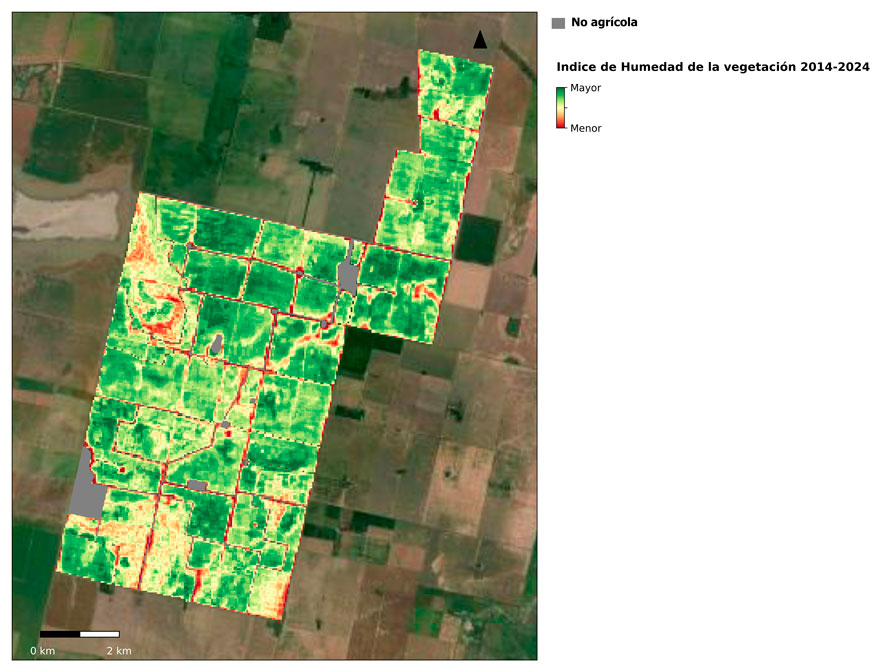 No agrícola
Indice de Humedad de la vegetación 2014-2024
Mayor
Menor
0 km 2 km